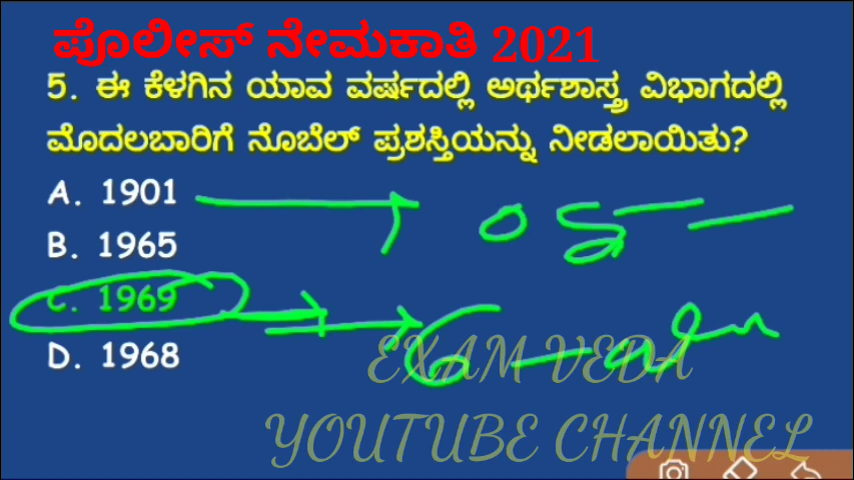 ಪೊಲೀಸ್ ನೇಮಕಾತಿ 2021
5. ಈ ಕೆಳಗಿನ ಯಾವ ವರ್ಷದಲ್ಲಿ ಅರ್ಥಶಾಸ್ತ್ರ ವಿಭಾಗದಲ್ಲಿ
ಮೊದಲಬಾರಿಗೆ ನೊಬೆಲ್ ಪ್ರಶಸ್ತಿಯನ್ನು ನೀಡಲಾಯಿತು?
A. 1901
B. 1965
C. 1969
D. 1968
EXAM VEDA
YOUTUBE CHANNEL